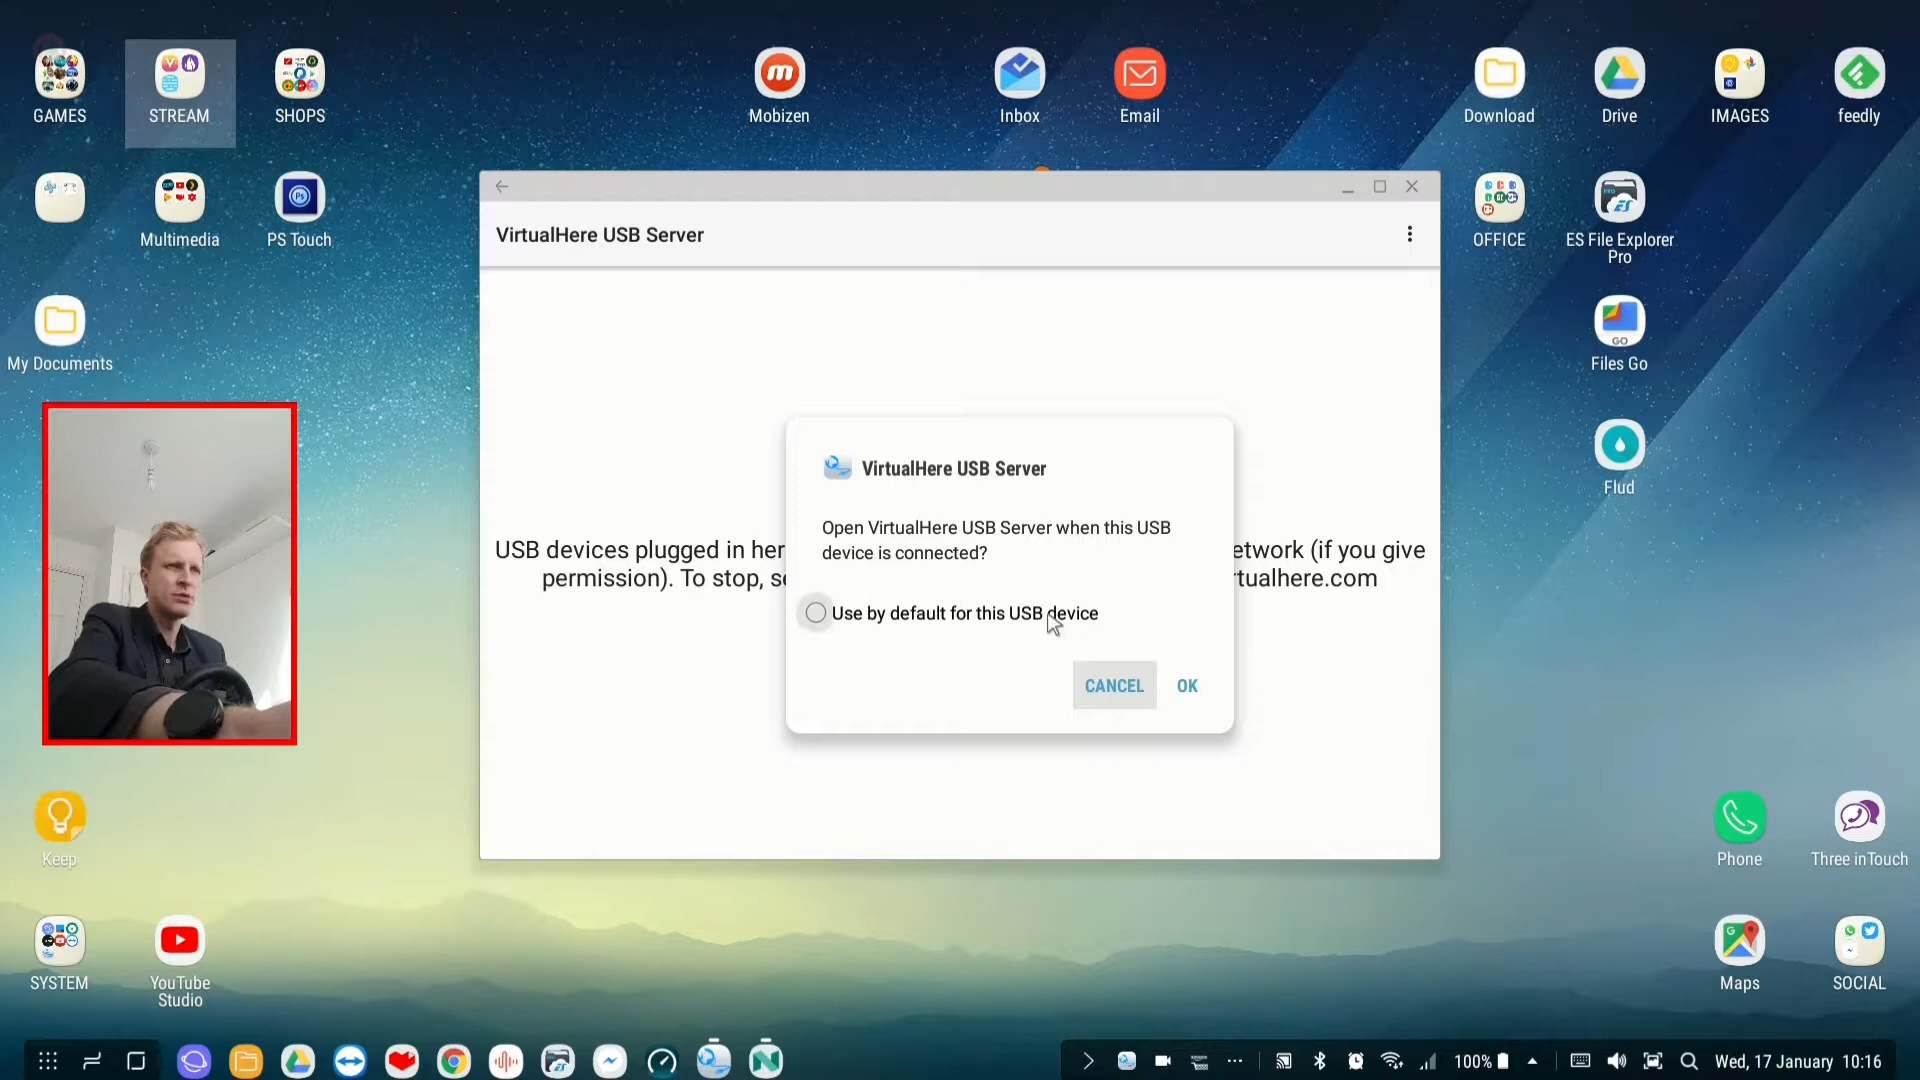 GAMES
STREAM
SHOPS
Mobizen
Inbox
Email
Download
Drive
IMAGES
feedly
Multimedia
PS Touch
OFFICE
ES File Explorer
Pro
My Documents
Files Go
Flud
VirtualHere USB Server
USB devices plugged in her
etwork (if you give
permission). To stop, s
rtualhere.com
VirtualHere USB Server
Open VirtualHere USB Server when this USB
device is connected?
Use by default for this USB device
CANCEL OK
Keep
Phone
Three inTouch
SYSTEM
YouTube
Studio
Maps
SOCIAL
100%
Wed, 17 January 10:16